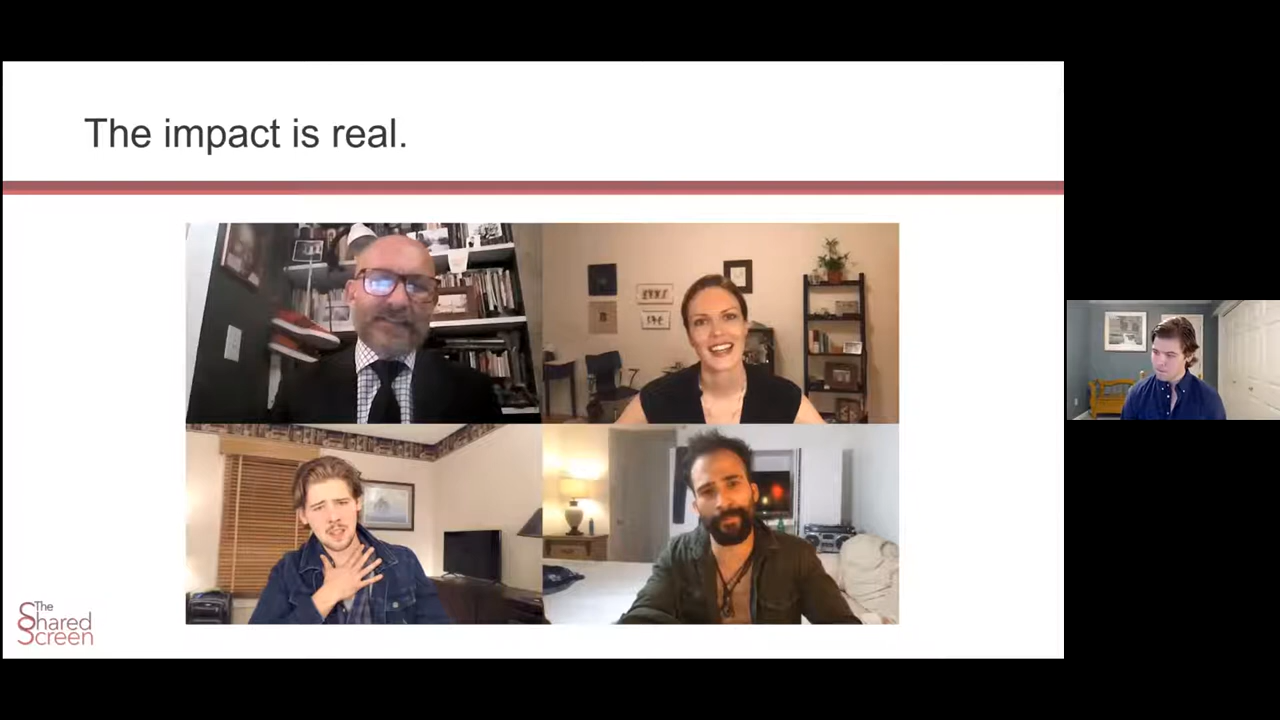 The impact is real.
The
Shared
Screen